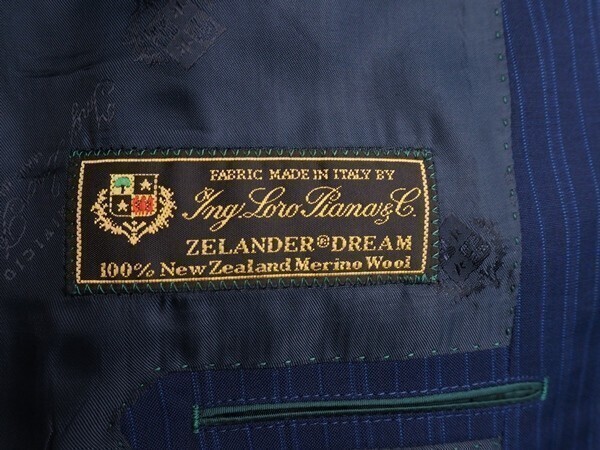 FABRIC MADE IN ITALY BY
Ing Loro Piana & C.
ZELANDER®DREAM
100% New Zealand Merino Wool